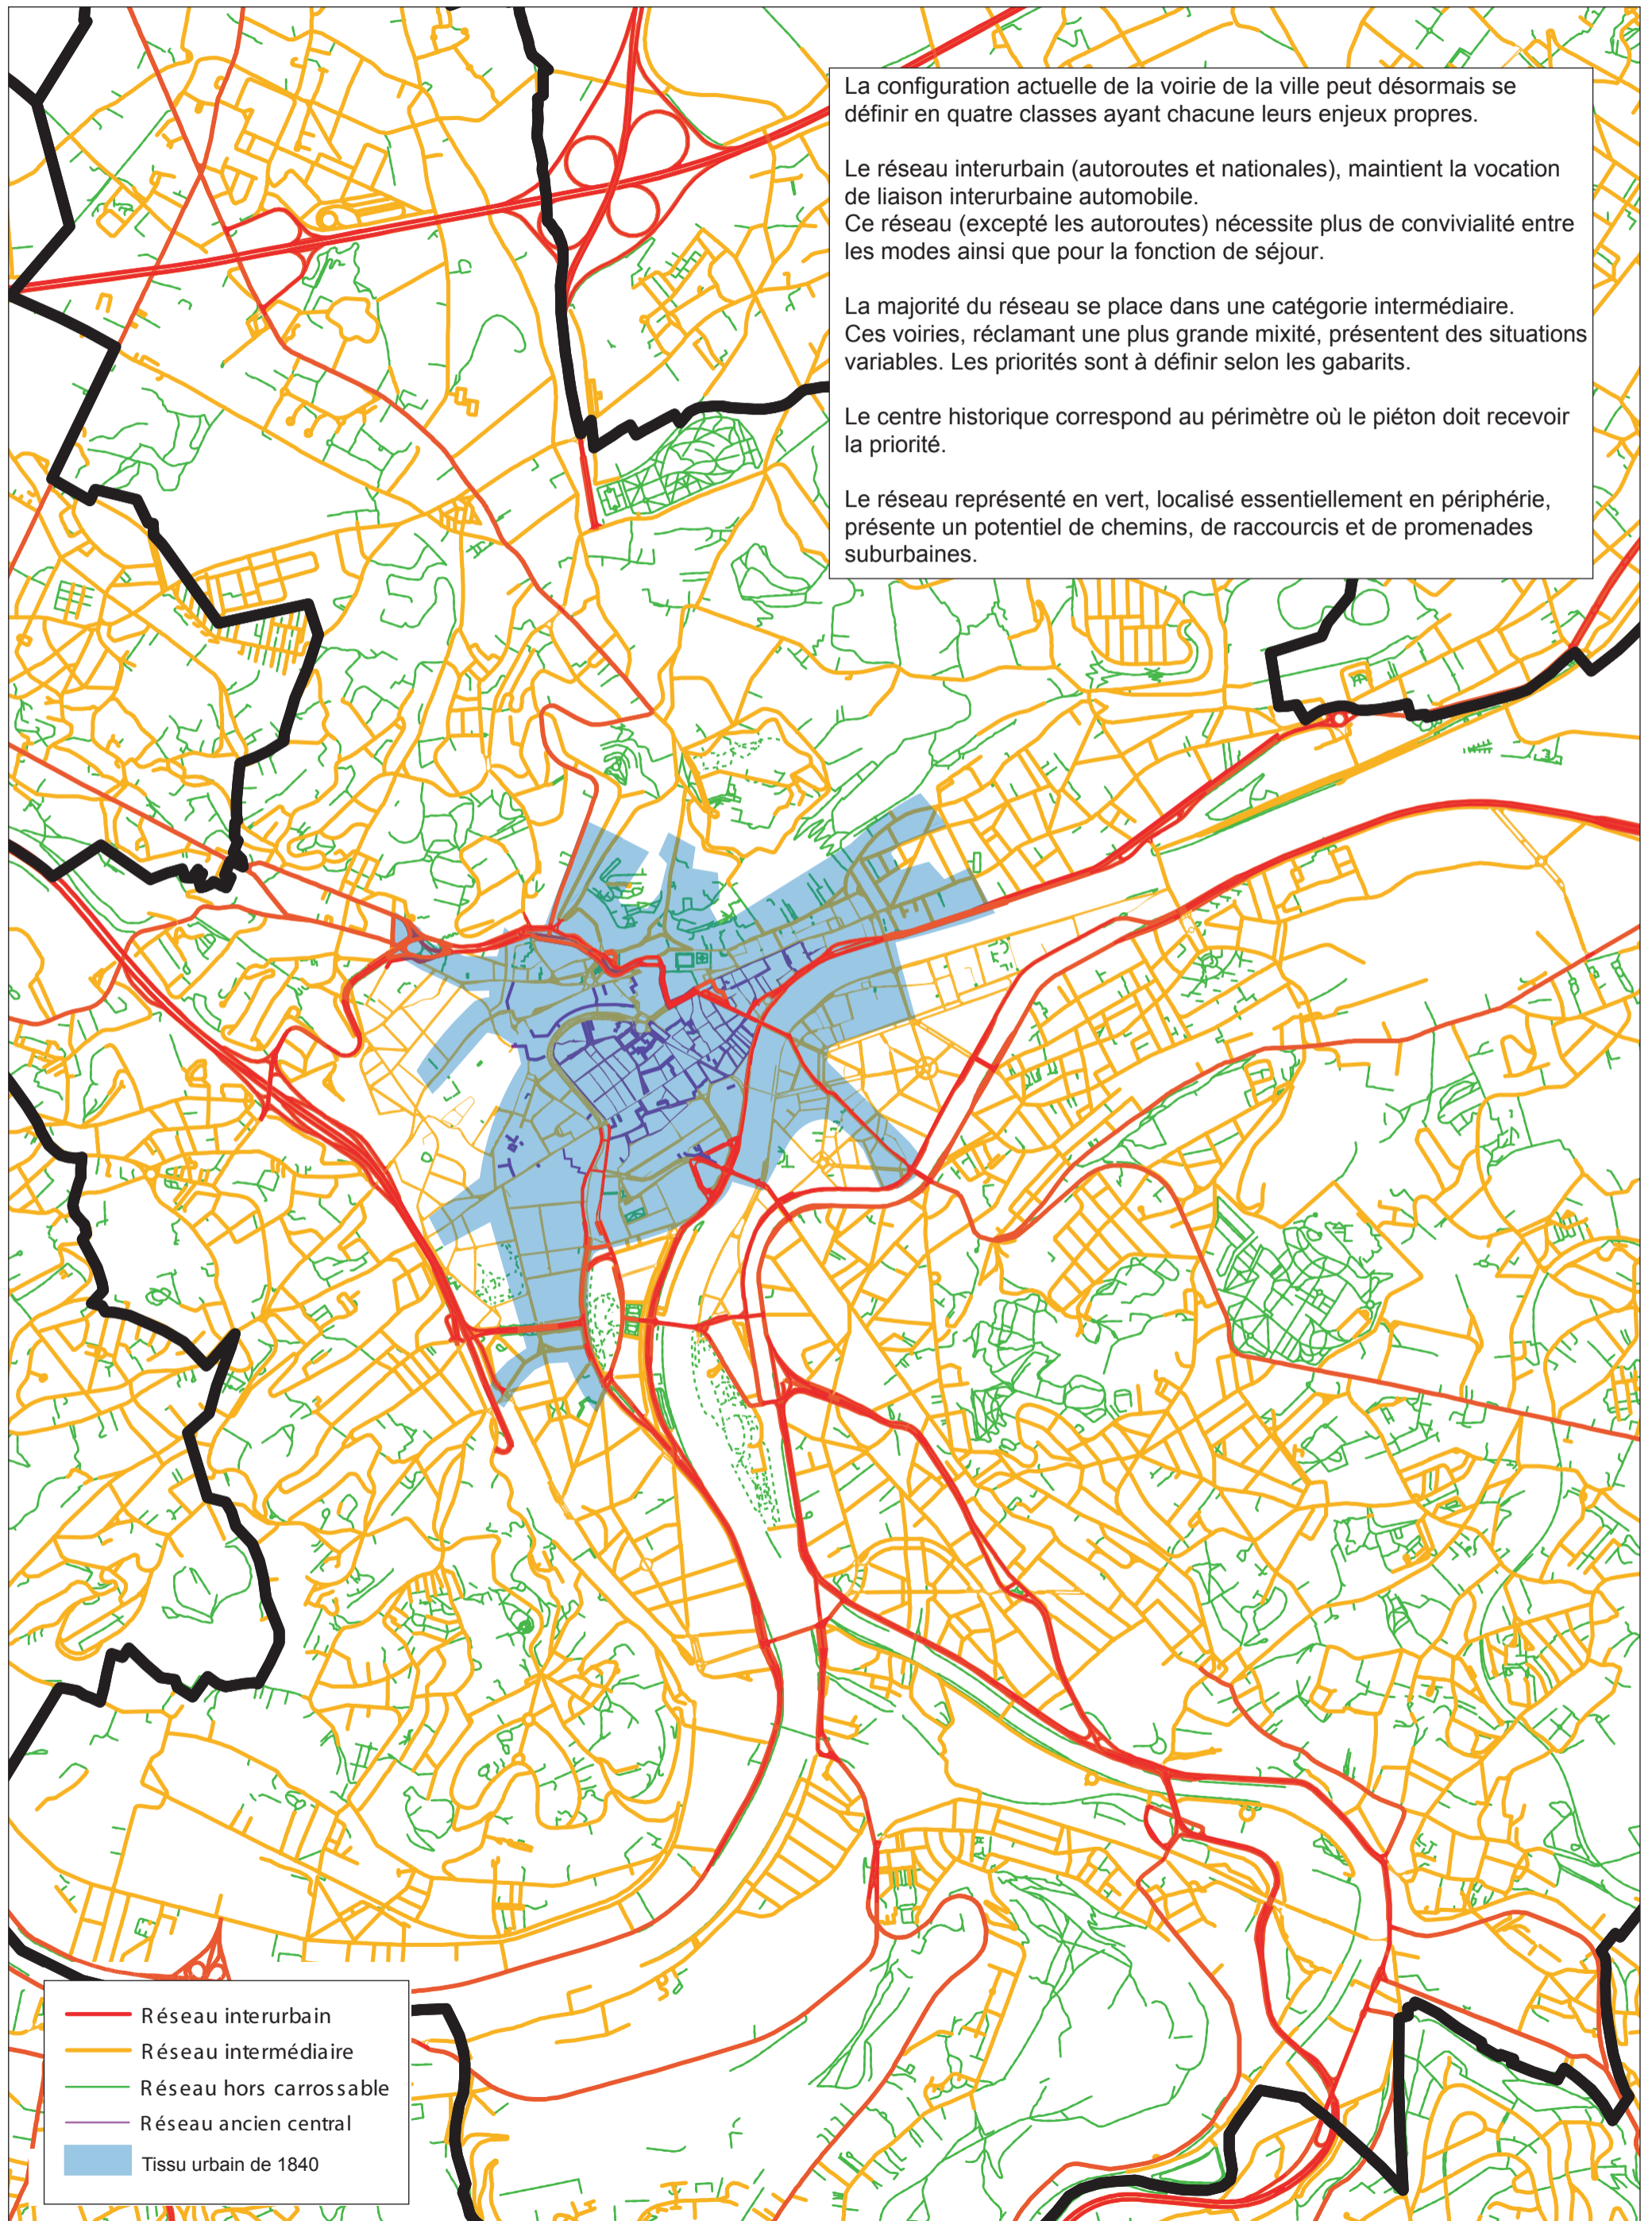 La configuration actuelle de la voirie de la ville peut désormais se
définir en quatre classes ayant chacune leurs enjeux propres.
Le réseau interurbain (autoroutes et nationales), maintient la vocation
de liaison interurbaine automobile.
Ce réseau (excepté les autoroutes) nécessite plus de convivialité entre
les modes ainsi que pour la fonction de séjour.
La majorité du réseau se place dans une catégorie intermédiaire.
Ces voiries, réclamant une plus grande mixité, présentent des situations
variables. Les priorités sont à définir selon les gabarits.
Le centre historique correspond au périmètre où le piéton doit recevoir
la priorité.
Le réseau représenté en vert, localisé essentiellement en périphérie,
présente un potentiel de chemins, de raccourcis et de promenades
suburbaines.
Réseau interurbain
Réseau intermédiaire
Réseau hors carrossable
Réseau ancien central
Tissu urbain de 1840